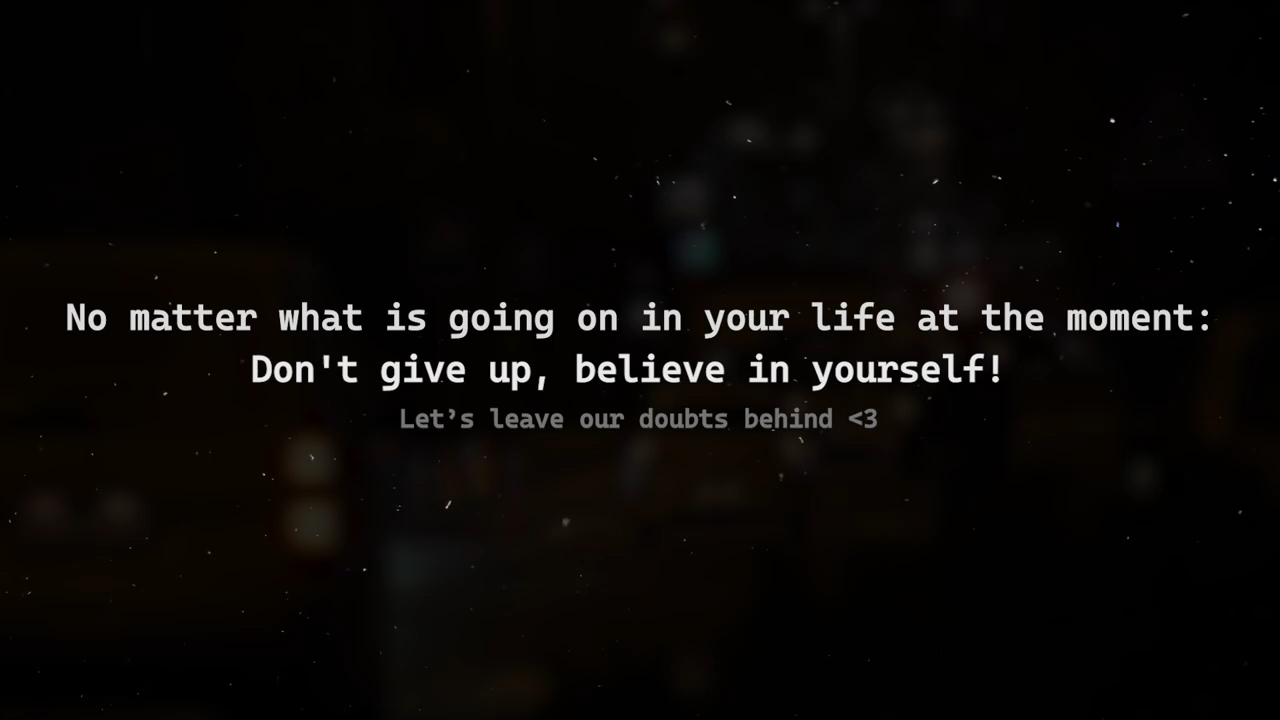 No matter what is going on in your life at the moment:
Don't give up, believe in yourself!
Let’s leave our doubts behind <3